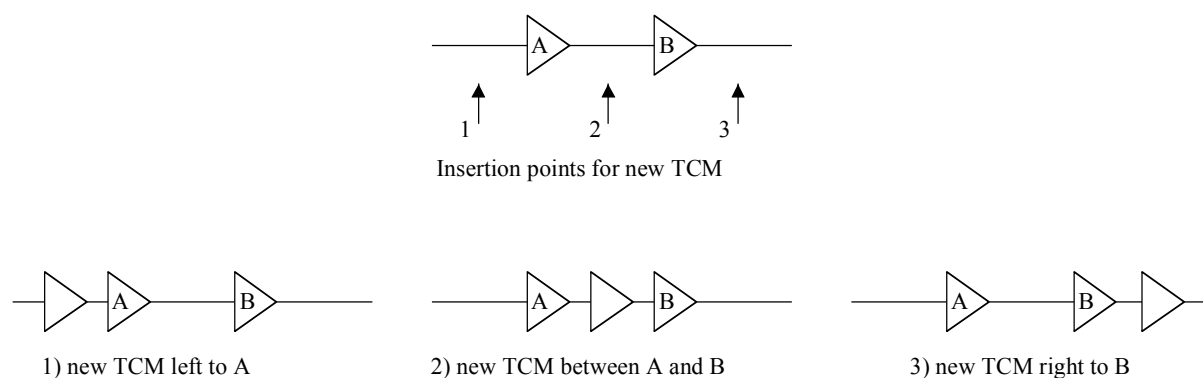 A B
1 2 3
Insertion points for new TCM
A B A B A B
1) new TCM left to A 2) new TCM between A and B 3) new TCM right to B